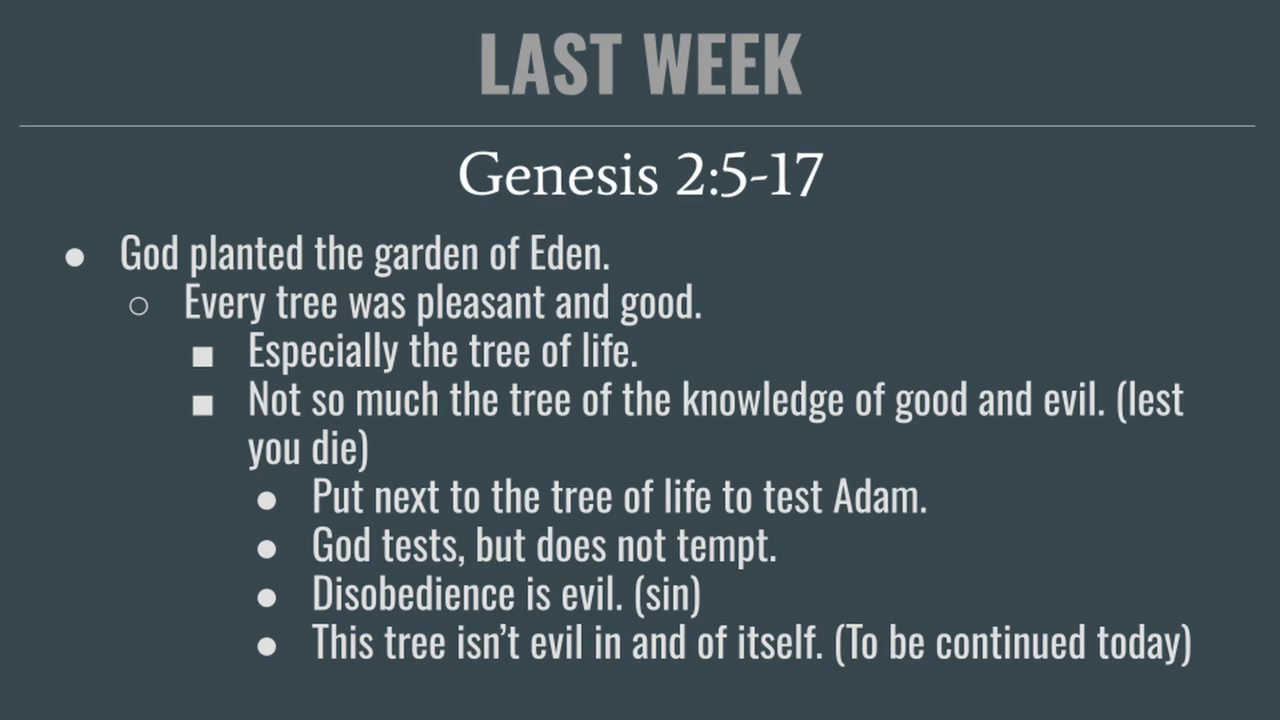 LAST WEEK
Genesis 2:5-17
● God planted the garden of Eden.
○ Every tree was pleasant and good.
■ Especially the tree of life.
■ Not so much the tree of the knowledge of good and evil. (lest
you die)
● Put next to the tree of life to test Adam.
● God tests, but does not tempt.
● Disobedience is evil. (sin)
● This tree isn’t evil in and of itself. (To be continued today)